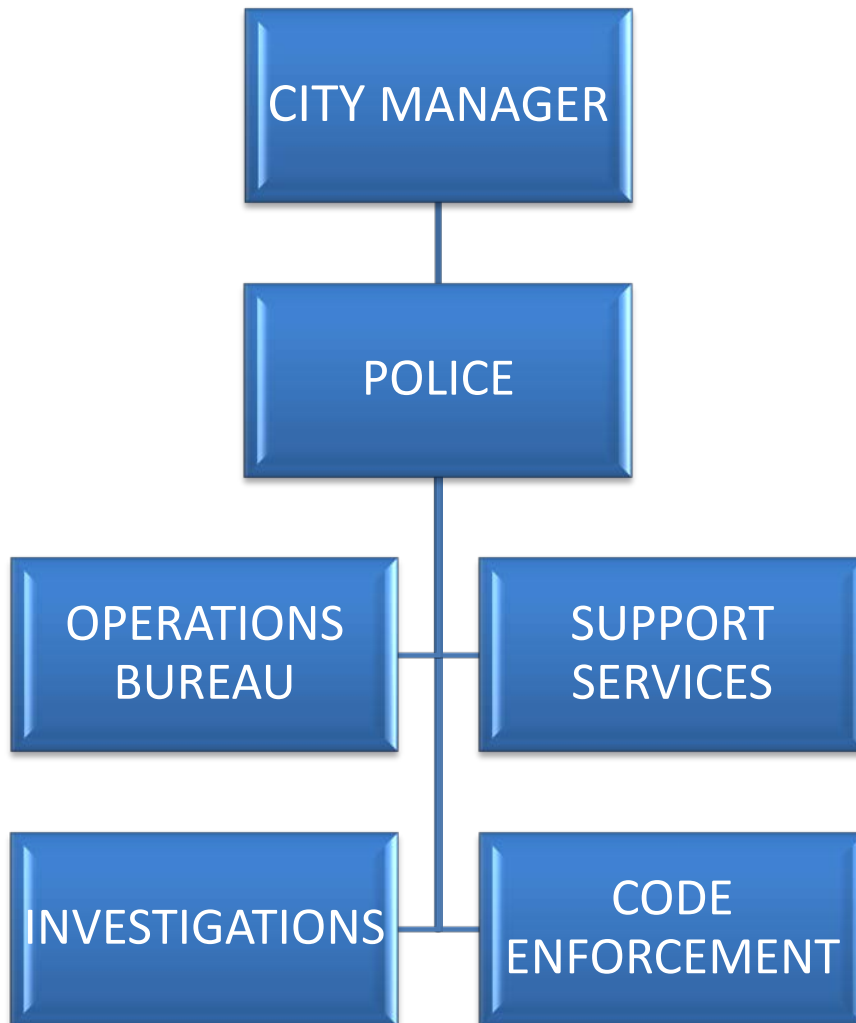 CITY MANAGER
POLICE
OPERATIONS
BUREAU
SUPPORT
SERVICES
INVESTIGATIONS
CODE
ENFORCEMENT